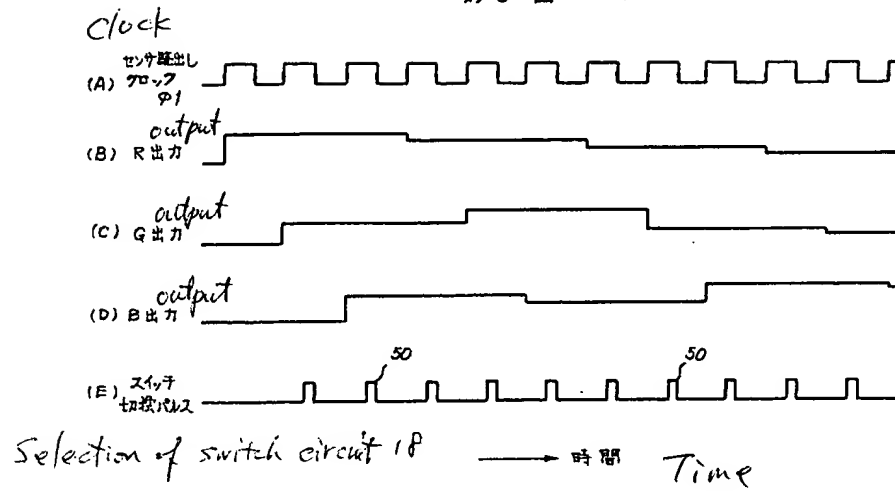 Clock
センサ読出し
(A) クロック
φ1
output
(B) R出力
output
(C) G出力
output
(D) B出力
50
50
(E) スイッチ
切換パルス
Selection of switch circuit 18
時間
Time